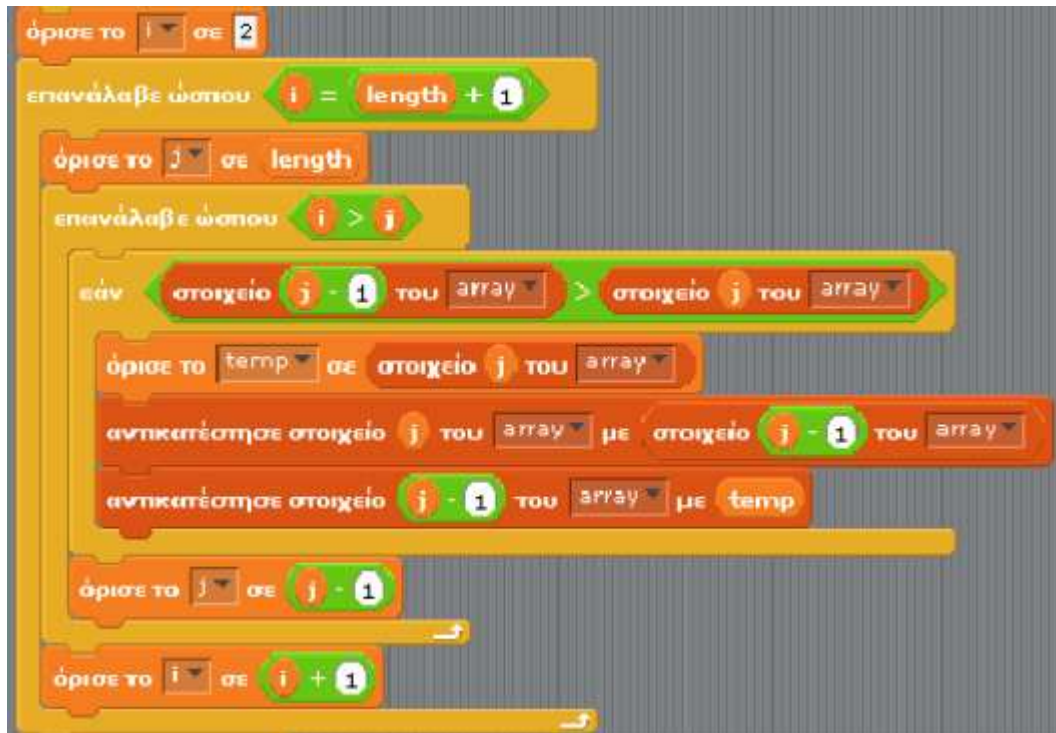 όρισε το i σε 2
επανάλαβε ώσπου i = length + 1
όρισε το j σε length
επανάλαβε ώσπου i > j
εάν στοιχείο j - 1 του array > στοιχείο j του array
όρισε το temp σε στοιχείο j του array
αντικατέστησε στοιχείο j του array με στοιχείο j - 1 του array
αντικατέστησε στοιχείο j - 1 του array με temp
όρισε το j σε j - 1
όρισε το i σε i + 1